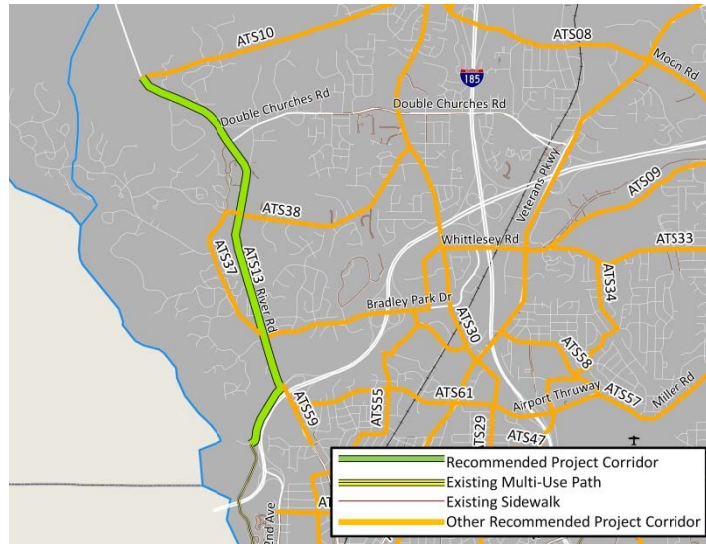 ATS10
ATS08
Mocn Rd
185
Double Churches Rd
Double Churches Rd
Veterans Pkwy
ATS09
ATS38
Whittlesey Rd
ATS33
ATS37
ATS13
River Rd
ATS34
Bradley Park Dr
ATS30
ATS58
ATS59
ATS55
ATS61
Airport Thruway
ATS57
Miller Rd
ATS29
ATS47
2nd Ave
Recommended Project Corridor
Existing Multi-Use Path
Existing Sidewalk
Other Recommended Project Corridor